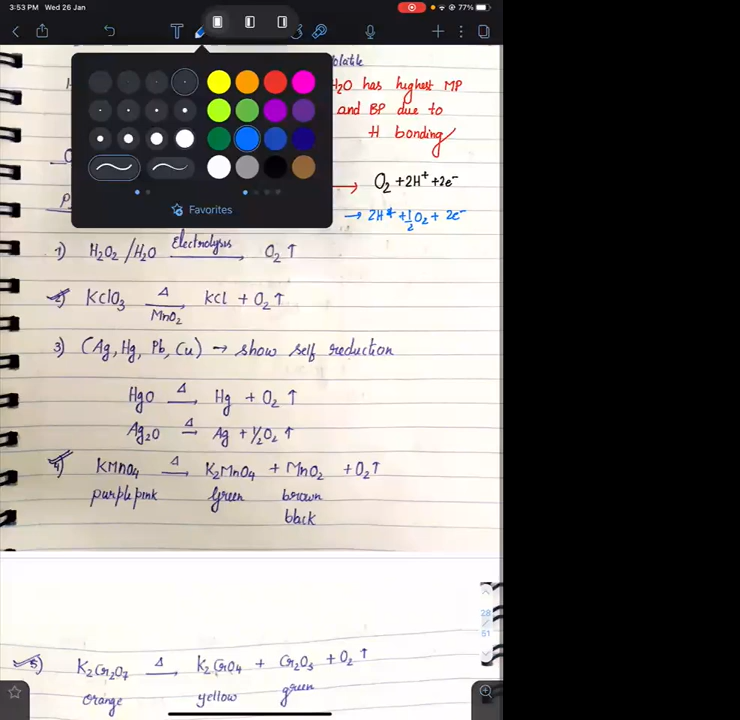 3:53 PM Wed 26 Jan
77%
T
olatile
H₂O has highest MP
and BP due to
H bonding
→ O₂ + 2H⁺ + 2e⁻
→ 2H⁺ + 1/2 O₂ + 2e⁻
Favorites
1) H₂O₂ / H₂O —Electrolysis→ O₂ ↑
2) KClO₃ —Δ/MnO₂→ KCl + O₂ ↑
3) (Ag, Hg, Pb, Cu) → show self reduction
HgO —Δ→ Hg + O₂ ↑
Ag₂O —Δ→ Ag + 1/2 O₂ ↑
4) KMnO₄ —Δ→ K₂MnO₄ + MnO₂ + O₂ ↑
purple pink green brown
black
28
51
5) K₂Cr₂O₇ —Δ→ K₂CrO₄ + Cr₂O₃ + O₂ ↑
orange yellow green